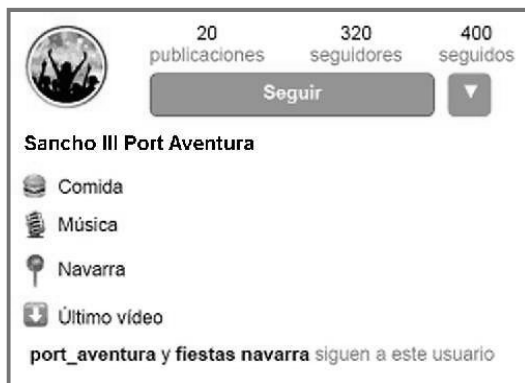 20 320 400
publicaciones seguidores seguidos
Seguir
Sancho III Port Aventura
Comida
Música
Navarra
Último vídeo
port_aventura y fiestas navarra siguen a este usuario